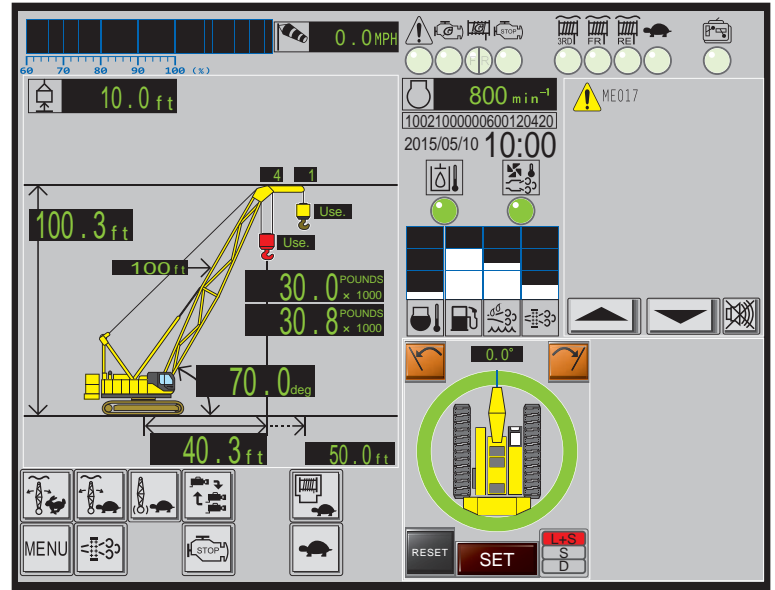 0.0MPH
60 70 80 90 100 (%)
STOP
3RD FR RE
F R
10.0ft
800 min⁻¹
10021000000600120420
2015/05/10 10:00
ME017
4 1
Use.
Use.
100.3ft
100ft
30.0 POUNDS × 1000
30.8 POUNDS × 1000
70.0deg
40.3ft
50.0ft
0.0°
MENU
STOP
RESET
SET
L+S
S
D